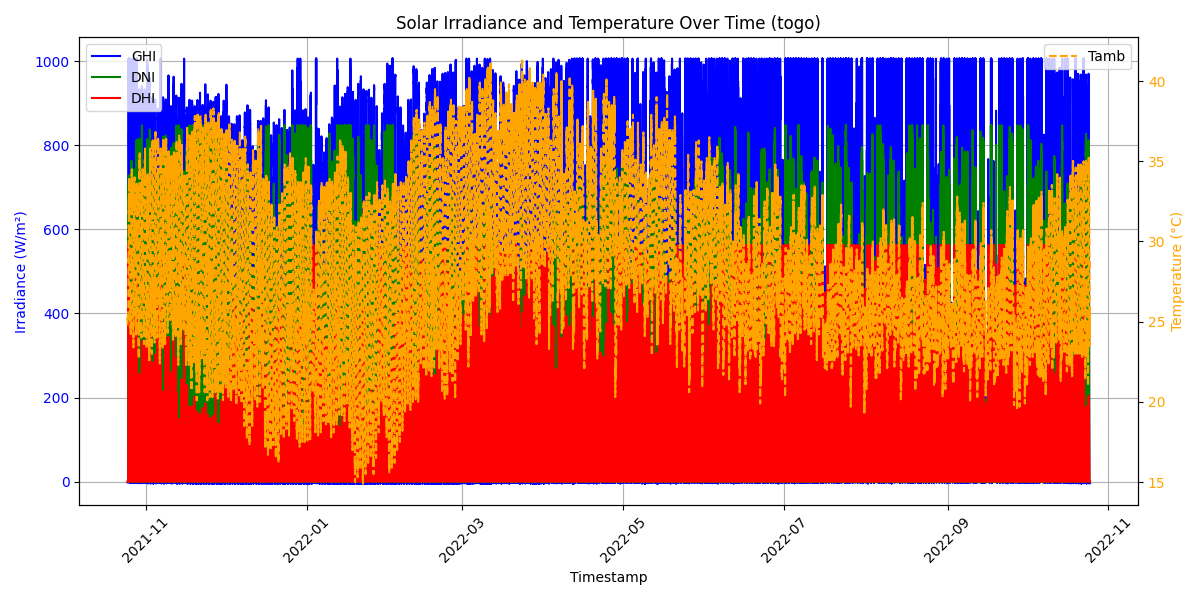 Solar Irradiance and Temperature Over Time (togo)
GHI
DNI
DHI
Tamb
1000
800
600
400
200
0
Irradiance (W/m²)
40
35
30
25
20
15
Temperature (°C)
2021-11
2022-01
2022-03
2022-05
2022-07
2022-09
2022-11
Timestamp